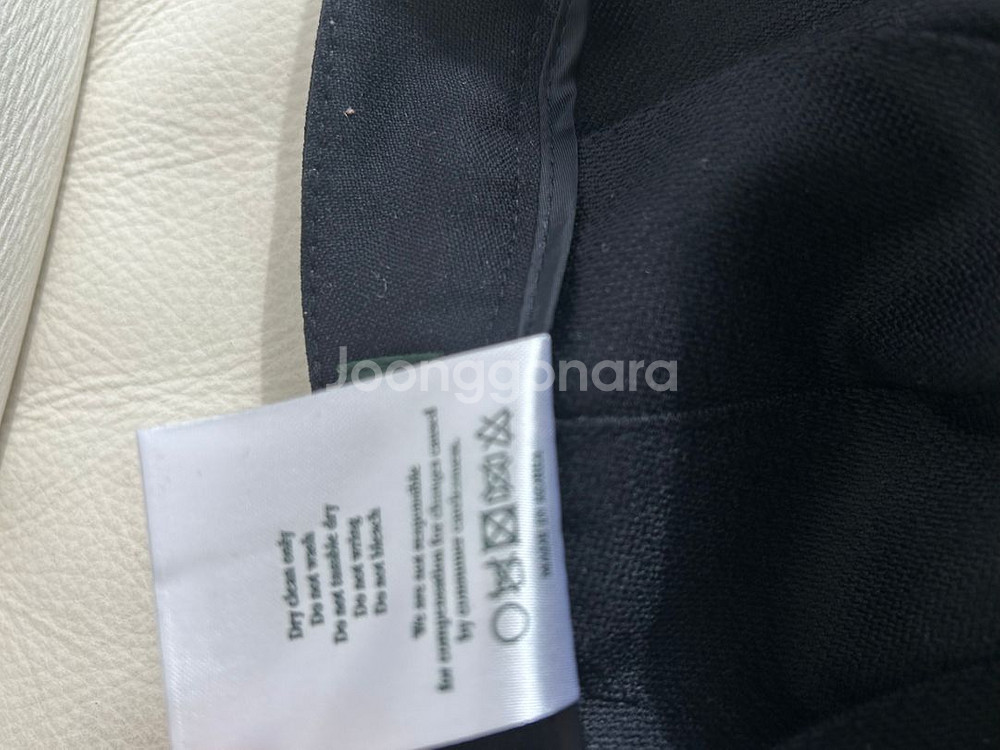 Joonggonara
Dry clean only
Do not wash
Do not tumble dry
Do not wring
Do not bleach
We are not responsible
for compensation for damages caused
by consumer carelessness.
MADE IN KOREA